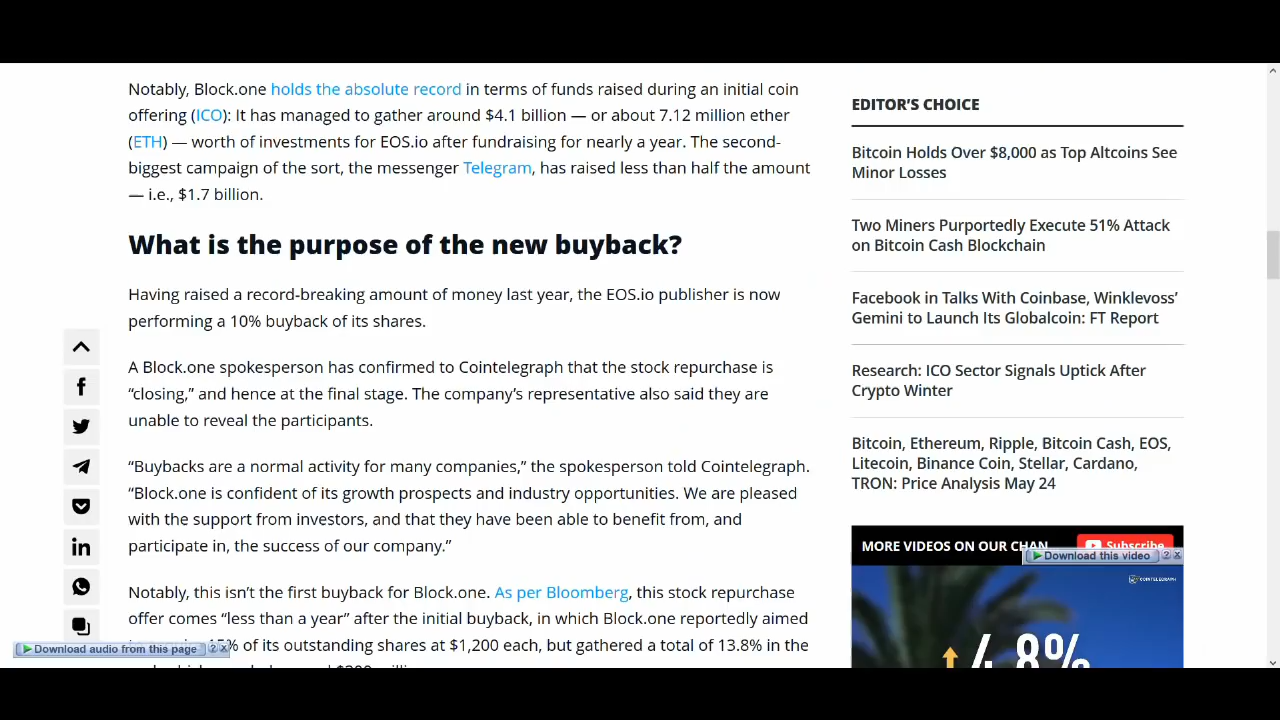 Notably, Block.one holds the absolute record in terms of funds raised during an initial coin
offering (ICO): It has managed to gather around $4.1 billion — or about 7.12 million ether
(ETH) — worth of investments for EOS.io after fundraising for nearly a year. The second-
biggest campaign of the sort, the messenger Telegram, has raised less than half the amount
— i.e., $1.7 billion.
What is the purpose of the new buyback?
Having raised a record-breaking amount of money last year, the EOS.io publisher is now
performing a 10% buyback of its shares.
A Block.one spokesperson has confirmed to Cointelegraph that the stock repurchase is
“closing,” and hence at the final stage. The company’s representative also said they are
unable to reveal the participants.
“Buybacks are a normal activity for many companies,” the spokesperson told Cointelegraph.
“Block.one is confident of its growth prospects and industry opportunities. We are pleased
with the support from investors, and that they have been able to benefit from, and
participate in, the success of our company.”
Notably, this isn’t the first buyback for Block.one. As per Bloomberg, this stock repurchase
offer comes “less than a year” after the initial buyback, in which Block.one reportedly aimed
of its outstanding shares at $1,200 each, but gathered a total of 13.8% in the
Download audio from this page
EDITOR’S CHOICE
Bitcoin Holds Over $8,000 as Top Altcoins See
Minor Losses
Two Miners Purportedly Execute 51% Attack
on Bitcoin Cash Blockchain
Facebook in Talks With Coinbase, Winklevoss’
Gemini to Launch Its Globalcoin: FT Report
Research: ICO Sector Signals Uptick After
Crypto Winter
Bitcoin, Ethereum, Ripple, Bitcoin Cash, EOS,
Litecoin, Binance Coin, Stellar, Cardano,
TRON: Price Analysis May 24
MORE VIDEOS ON OUR CHAN
Subscribe
Download this video
COINTELEGRAPH
4.8%